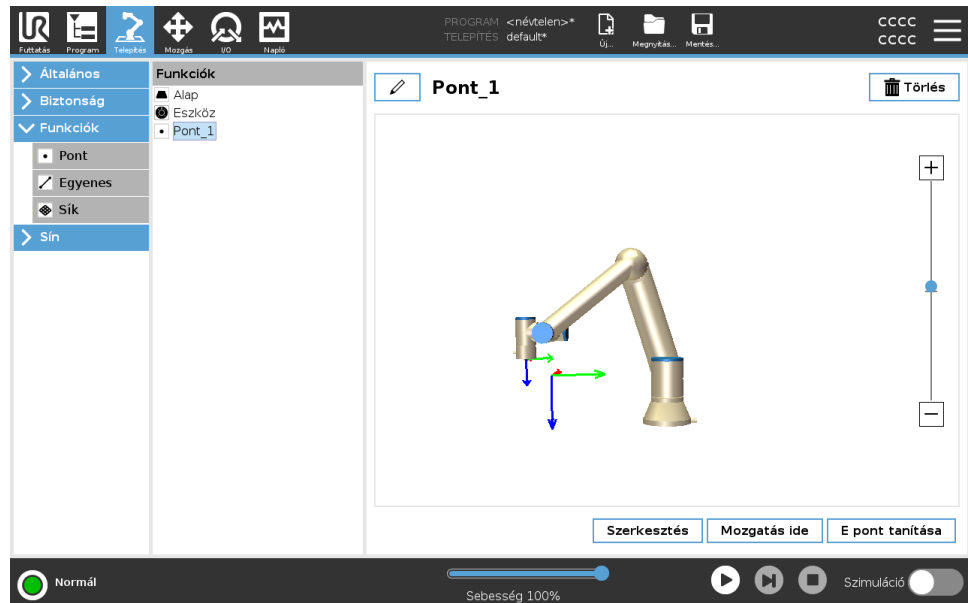 PROGRAM <névtelen>*
TELEPÍTÉS default*
CCCC
CCCC
Futtatás Program Telepítés Mozgás I/O Napló Új... Megnyitás... Mentés...
Általános
Biztonság
Funkciók
Pont
Egyenes
Sík
Sín
Funkciók
Alap
Eszköz
Pont_1
Pont_1
Törlés
Szerkesztés Mozgatás ide E pont tanítása
Normál
Sebesség 100%
Szimuláció